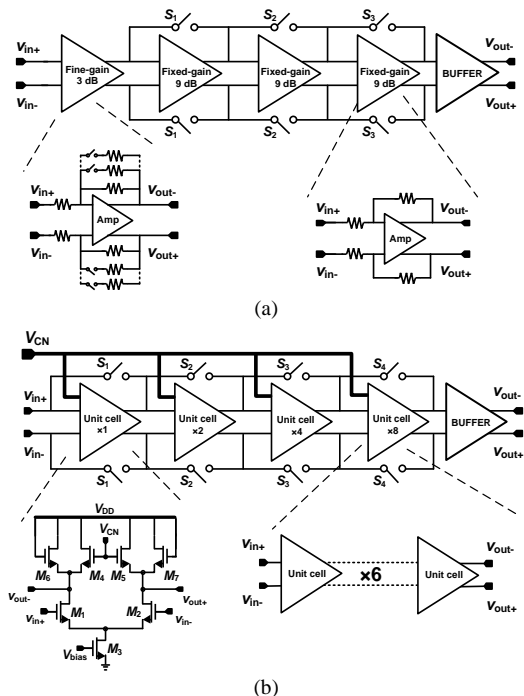 S1 S2 S3
Vin+ Vout-
Fine-gain 3 dB Fixed-gain 9 dB Fixed-gain 9 dB Fixed-gain 9 dB BUFFER
Vin- Vout+
S1 S2 S3
Vin+ Vout-
Amp
Vin- Vout+
Vin+ Vout-
Amp
Vin- Vout+
(a)
VCN
S1 S2 S3 S4
Vin+ Vout-
Unit cell ×1 Unit cell ×2 Unit cell ×4 Unit cell ×8 BUFFER
Vin- Vout+
S1 S2 S3 S4
VDD
VCN
M6 M4 M5 M7
Vout- Vout+
Vin+ M1 M2 Vin-
Vbias M3
Vin+ Vout-
Unit cell ×6 Unit cell
Vin- Vout+
(b)